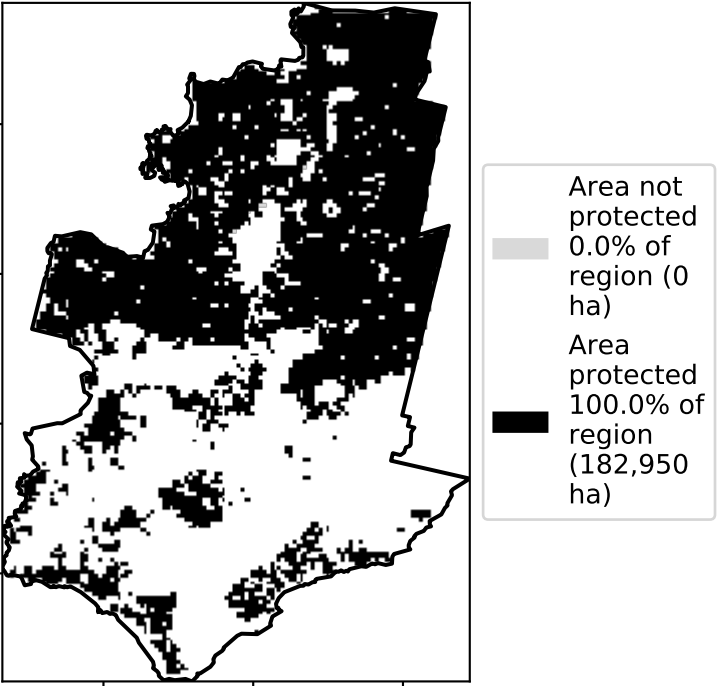 Area not
protected
0.0% of
region (0
ha)
Area
protected
100.0% of
region
(182,950
ha)